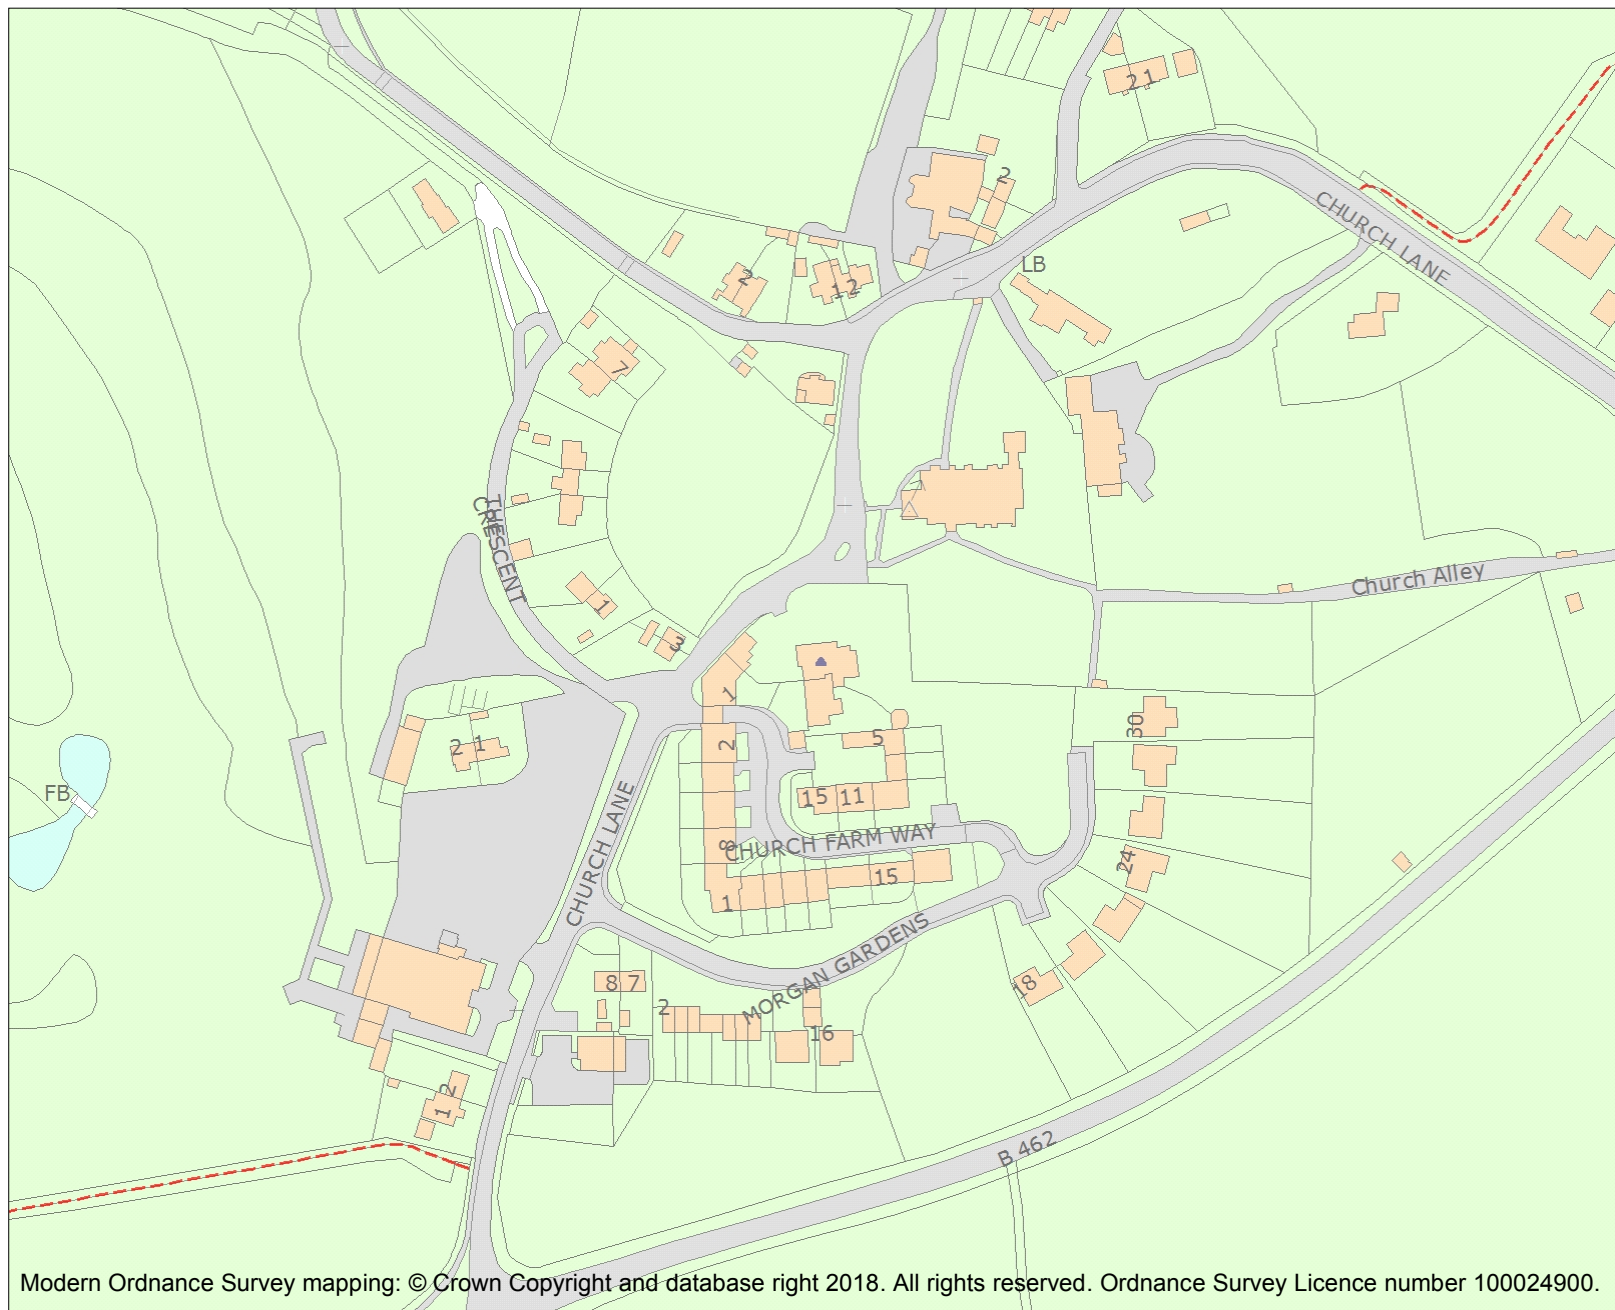 2 1
2
CHURCH LANE
LB
2
1 2
7
THE
CRESCENT
Church Alley
1
3
1
30
2
5
2 1
FB
15 11
CHURCH FARM WAY
8
24
CHURCH LANE
15
1
MORGAN GARDENS
8 7
18
2
16
2
1
B 462
Modern Ordnance Survey mapping: © Crown Copyright and database right 2018. All rights reserved. Ordnance Survey Licence number 100024900.